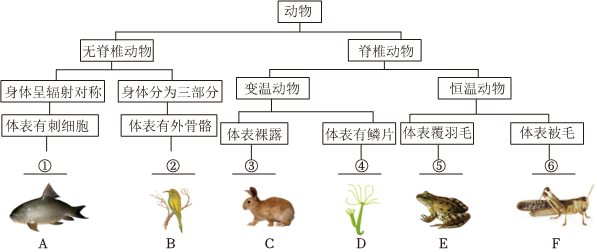 动物
无脊椎动物 脊椎动物
身体呈辐射对称 身体分为三部分 变温动物 恒温动物
体表有刺细胞 体表有外骨骼 体表裸露 体表有鳞片 体表覆羽毛 体表被毛
① ② ③ ④ ⑤ ⑥
A B C D E F